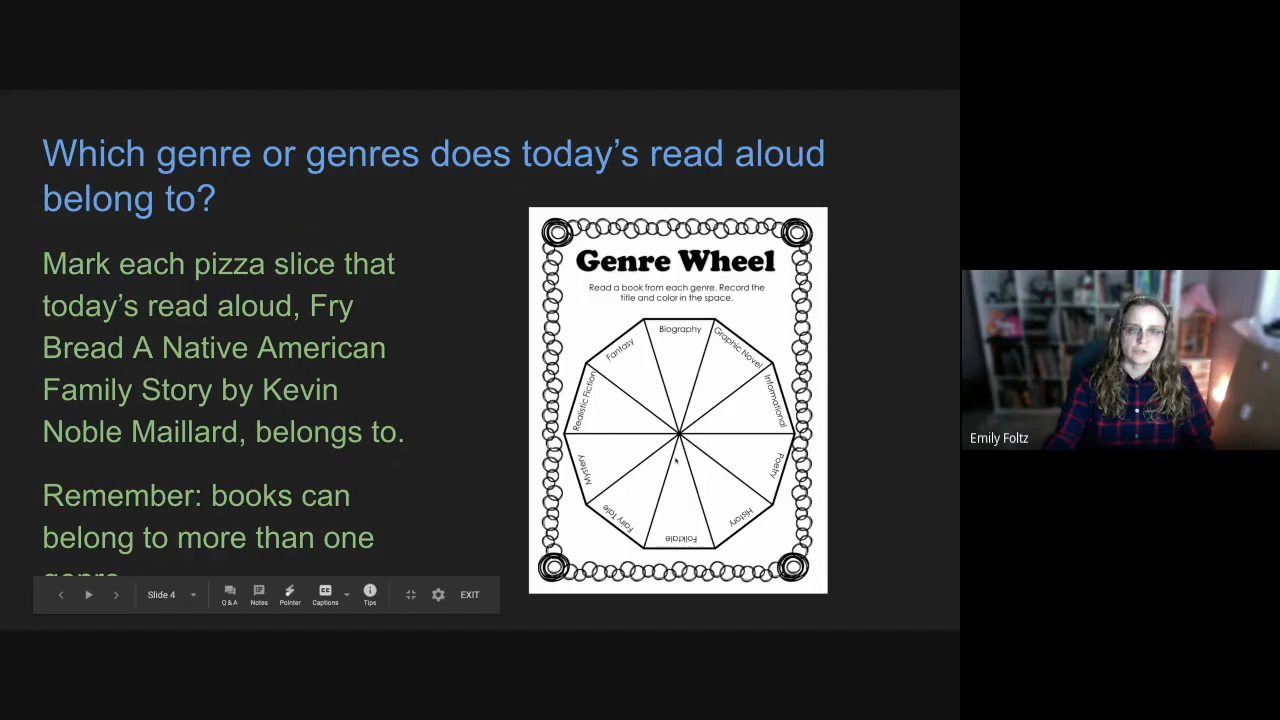 Which genre or genres does today's read aloud
belong to?
Mark each pizza slice that
today's read aloud, Fry
Bread A Native American
Family Story by Kevin
Noble Maillard, belongs to.
Remember: books can
belong to more than one
genre
Genre Wheel
Read a book from each genre. Record the
title and color in the space.
Biography
Graphic Novel
Informational
Poetry
History
Folktale
Fairy Tale
Mystery
Realistic Fiction
Fantasy
Slide 4
Q&A
Notes
Pointer
Captions
Tips
EXIT
Emily Foltz